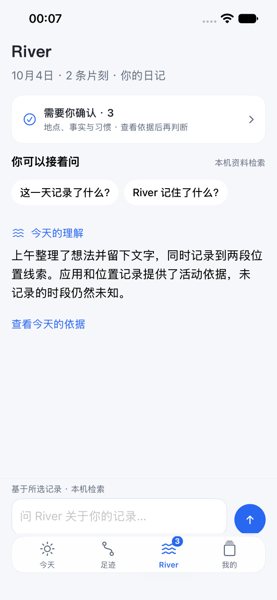 00:07
River
10月4日 · 2 条片刻 · 你的日记
需要你确认 · 3
地点、事实与习惯 · 查看依据后再判断
你可以接着问
本机资料检索
这一天记录了什么?
River 记住了什么?
今天的理解
上午整理了想法并留下文字，同时记录到两段位
置线索。应用和位置记录提供了活动依据，未
记录的时段仍然未知。
查看今天的依据
基于所选记录 · 本机检索
问 River 关于你的记录...
3
今天
足迹
River
我的